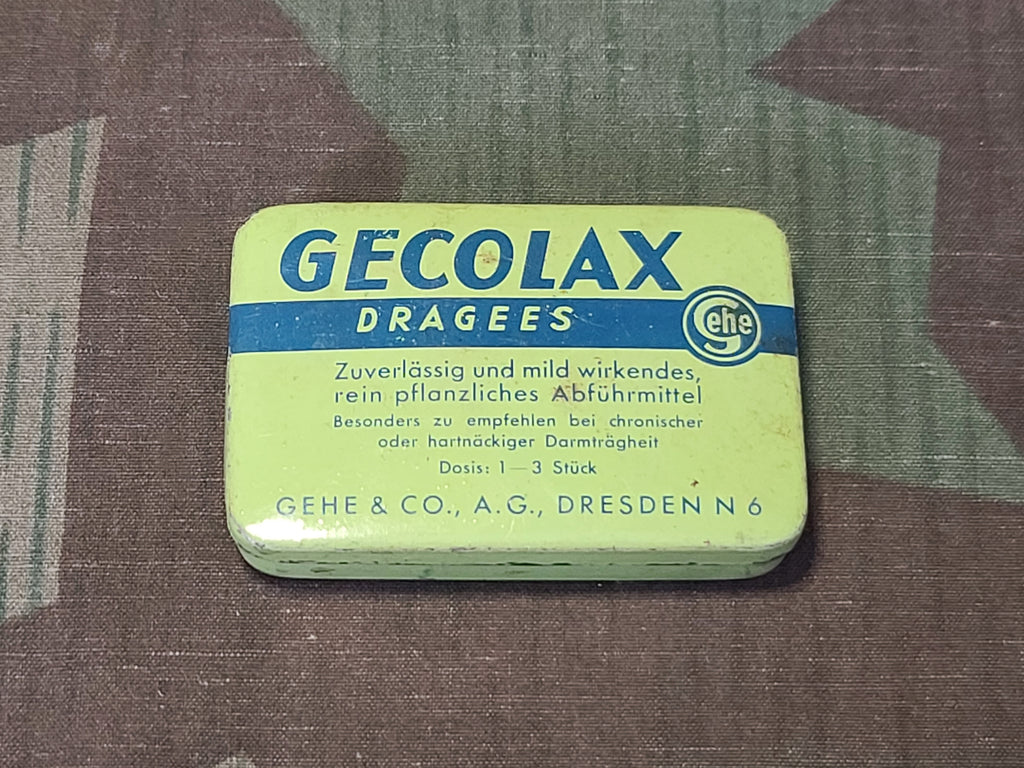 GECOLAX
DRAGEES
Gehe
Zuverlässig und mild wirkendes,
rein pflanzliches Abführmittel
Besonders zu empfehlen bei chronischer
oder hartnäckiger Darmträgheit
Dosis: 1—3 Stück
GEHE & CO., A.G., DRESDEN N 6